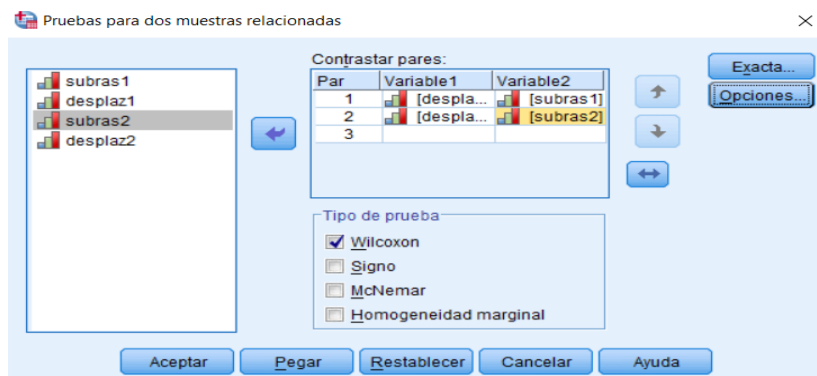 Pruebas para dos muestras relacionadas
subras1
desplaz1
subras2
desplaz2
Contrastar pares:
Par Variable1 Variable2
1 [despla... [subras1]
2 [despla... [subras2]
3
Exacta...
Opciones...
Tipo de prueba
Wilcoxon
Signo
McNemar
Homogeneidad marginal
Aceptar Pegar Restablecer Cancelar Ayuda